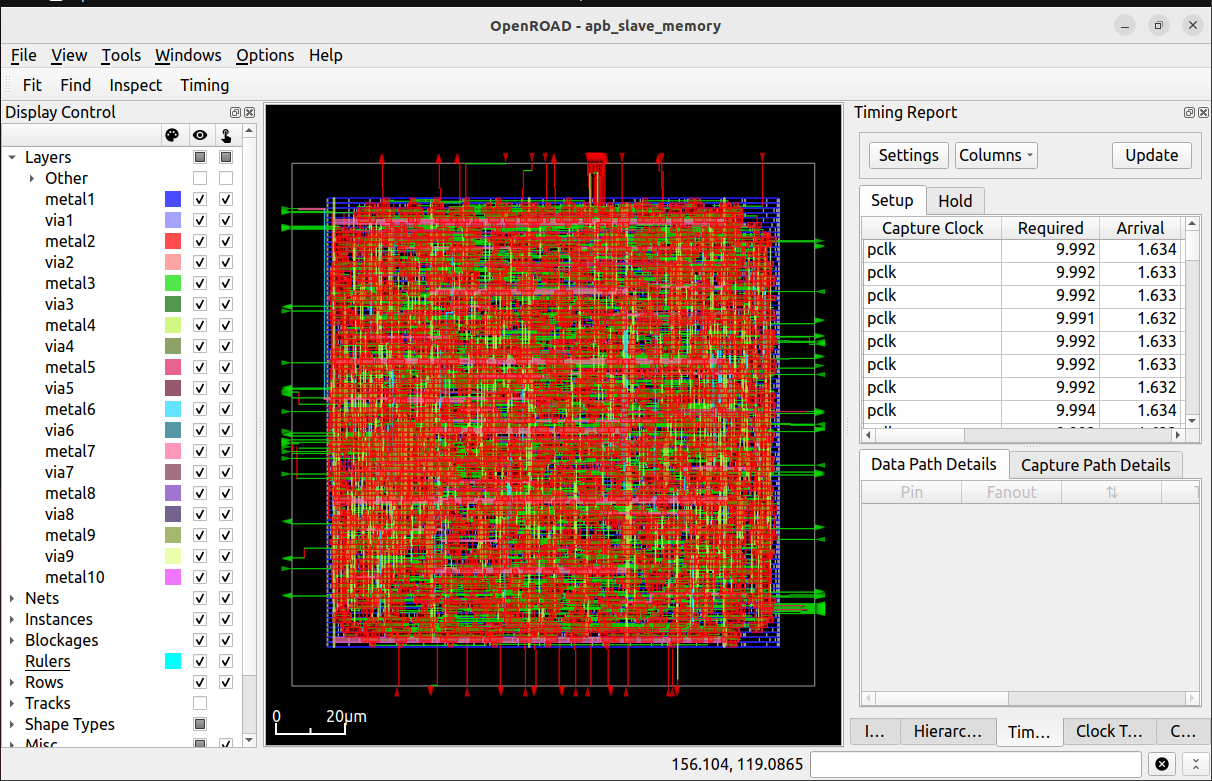 OpenROAD - apb_slave_memory
File View Tools Windows Options Help
Fit Find Inspect Timing
Display Control
Layers
Other
metal1
via1
metal2
via2
metal3
via3
metal4
via4
metal5
via5
metal6
via6
metal7
via7
metal8
via8
metal9
via9
metal10
Nets
Instances
Blockages
Rulers
Rows
Tracks
Shape Types
Misc
0 20µm
Timing Report
Settings Columns Update
Setup Hold
Capture Clock Required Arrival
pclk 9.992 1.634
pclk 9.992 1.633
pclk 9.992 1.633
pclk 9.991 1.632
pclk 9.992 1.633
pclk 9.992 1.633
pclk 9.992 1.632
pclk 9.994 1.634
Data Path Details Capture Path Details
Pin Fanout ⇅
I... Hierarc... Tim... Clock T... C...
156.104, 119.0865